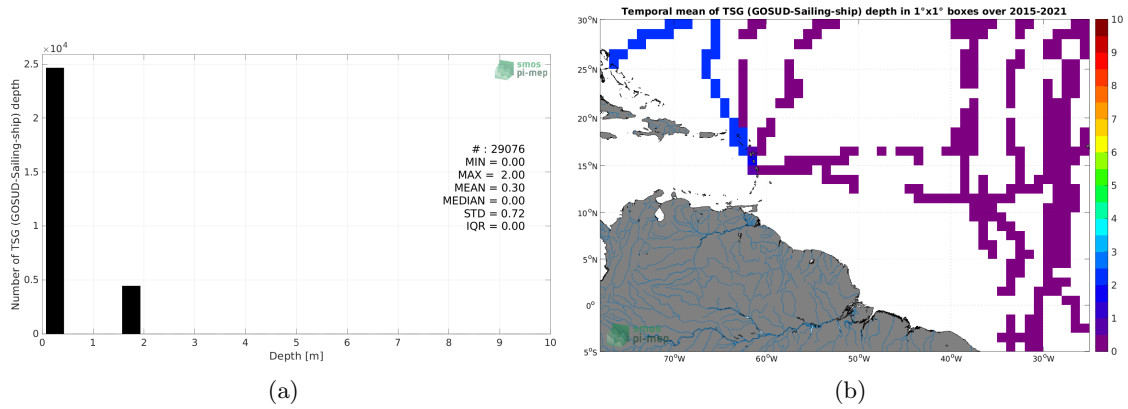 ×10⁴
2.5
2
1.5
1
0.5
0
Number of TSG (GOSUD-Sailing-ship) depth
smos
pi-mep
# : 29076
MIN = 0.00
MAX = 2.00
MEAN = 0.30
MEDIAN = 0.00
STD = 0.72
IQR = 0.00
0 1 2 3 4 5 6 7 8 9 10
Depth [m]
(a)
Temporal mean of TSG (GOSUD-Sailing-ship) depth in 1°x1° boxes over 2015-2021
30°N
25°N
20°N
15°N
10°N
5°N
0°
5°S
smos
pi-mep
70°W 60°W 50°W 40°W 30°W
10
9
8
7
6
5
4
3
2
1
0
(b)